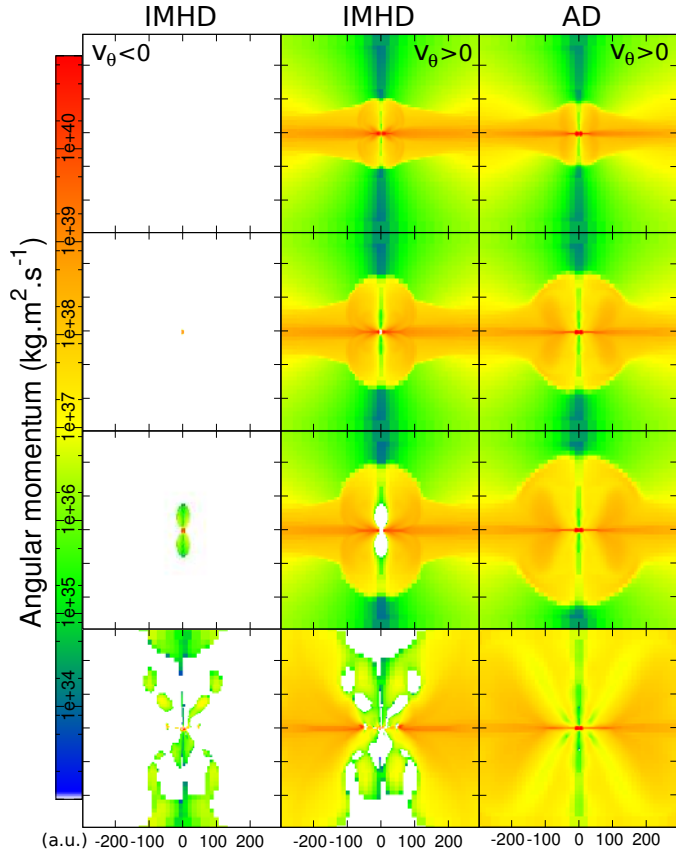 IMHD IMHD AD
vθ<0 vθ>0 vθ>0
Angular momentum (kg.m².s⁻¹)
1e+40
1e+39
1e+38
1e+37
1e+36
1e+35
1e+34
(a.u.) -200 -100 0 100 200 -200 -100 0 100 200 -200 -100 0 100 200